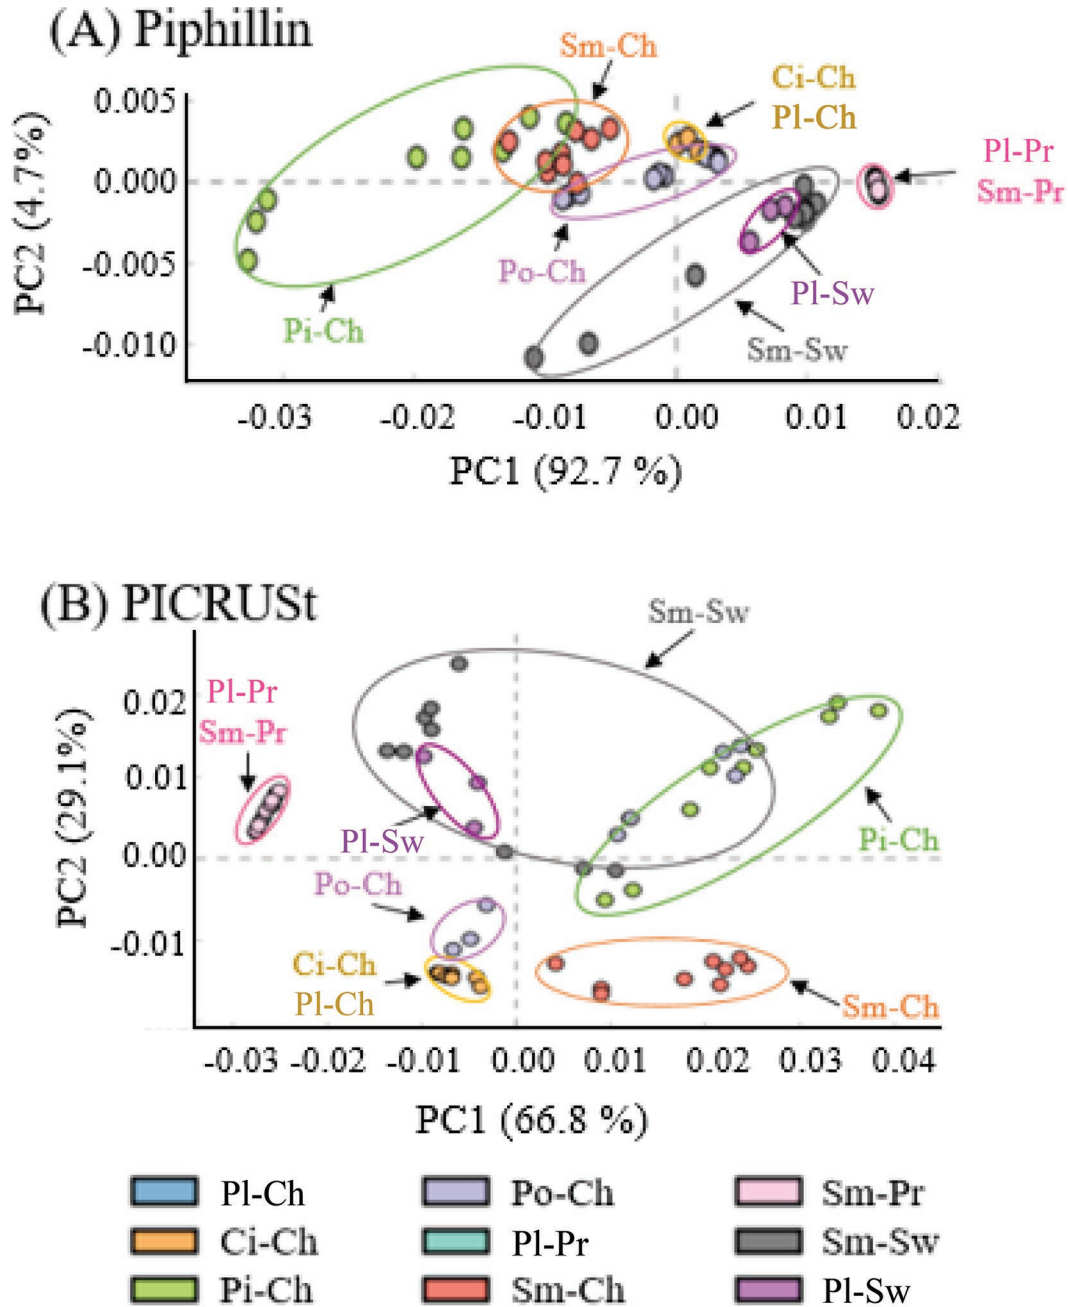 (A) Piphillin
Sm-Ch
Ci-Ch
Pl-Ch
Pl-Pr
Sm-Pr
0.005
0.000
-0.005
-0.010
PC2 (4.7%)
Po-Ch
Pl-Sw
Pi-Ch
Sm-Sw
-0.03 -0.02 -0.01 0.00 0.01 0.02
PC1 (92.7 %)
(B) PICRUSt
Sm-Sw
Pl-Pr
Sm-Pr
0.02
0.01
0.00
-0.01
PC2 (29.1%)
Pl-Sw
Pi-Ch
Po-Ch
Ci-Ch
Pl-Ch
Sm-Ch
-0.03 -0.02 -0.01 0.00 0.01 0.02 0.03 0.04
PC1 (66.8 %)
Pl-Ch Po-Ch Sm-Pr
Ci-Ch Pl-Pr Sm-Sw
Pi-Ch Sm-Ch Pl-Sw